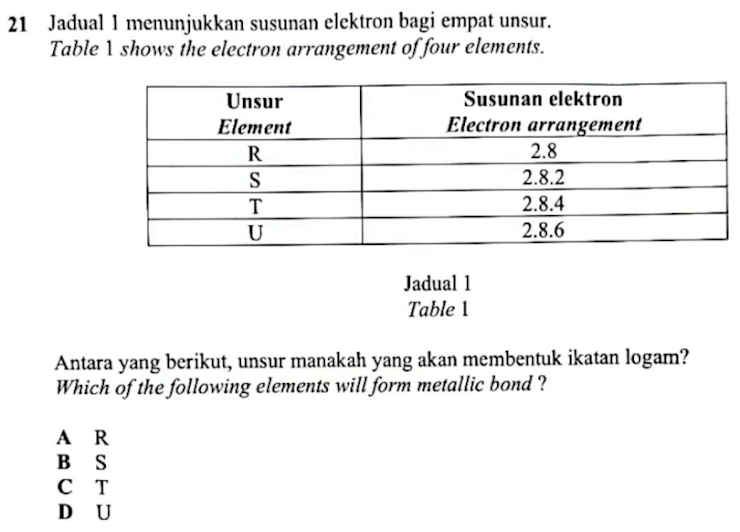 21 Jadual 1 menunjukkan susunan elektron bagi empat unsur.
Table 1 shows the electron arrangement of four elements.
Unsur Susunan elektron
Element Electron arrangement
R 2.8
S 2.8.2
T 2.8.4
U 2.8.6
Jadual 1
Table 1
Antara yang berikut, unsur manakah yang akan membentuk ikatan logam?
Which of the following elements will form metallic bond ?
A R
B S
C T
D U